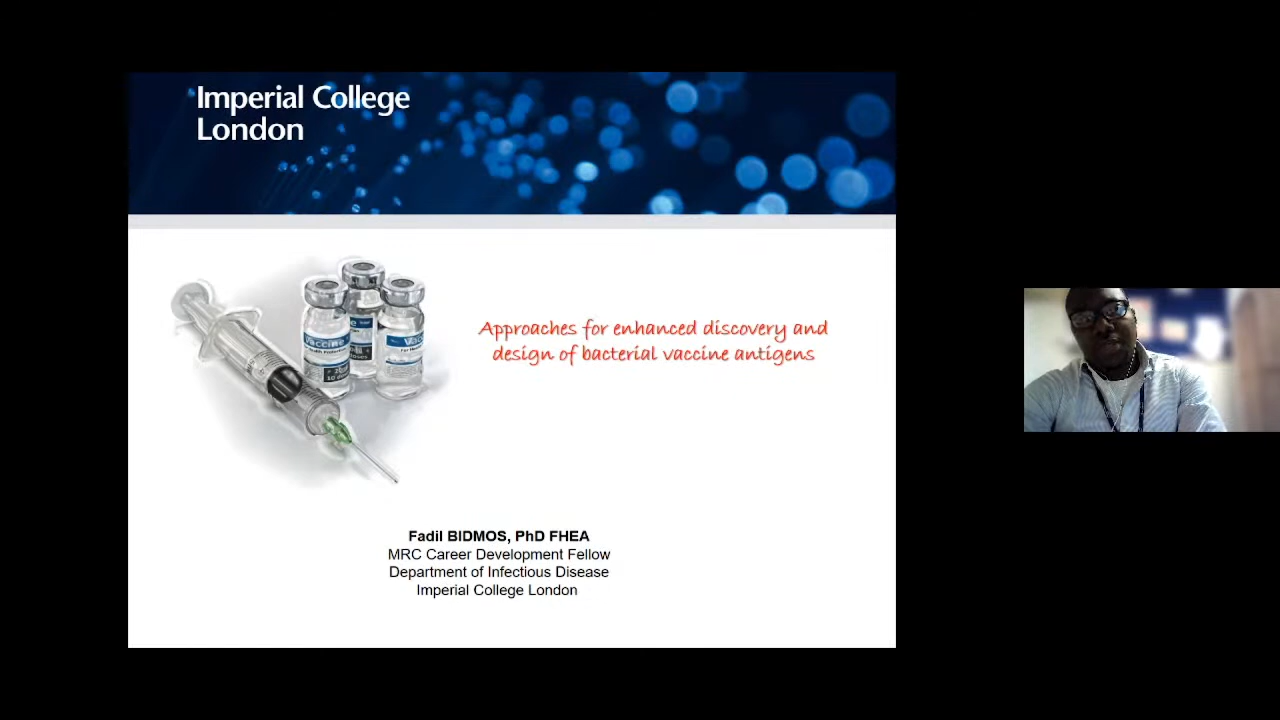 Imperial College
London
Approaches for enhanced discovery and
design of bacterial vaccine antigens
Vaccine
Fadil BIDMOS, PhD FHEA
MRC Career Development Fellow
Department of Infectious Disease
Imperial College London